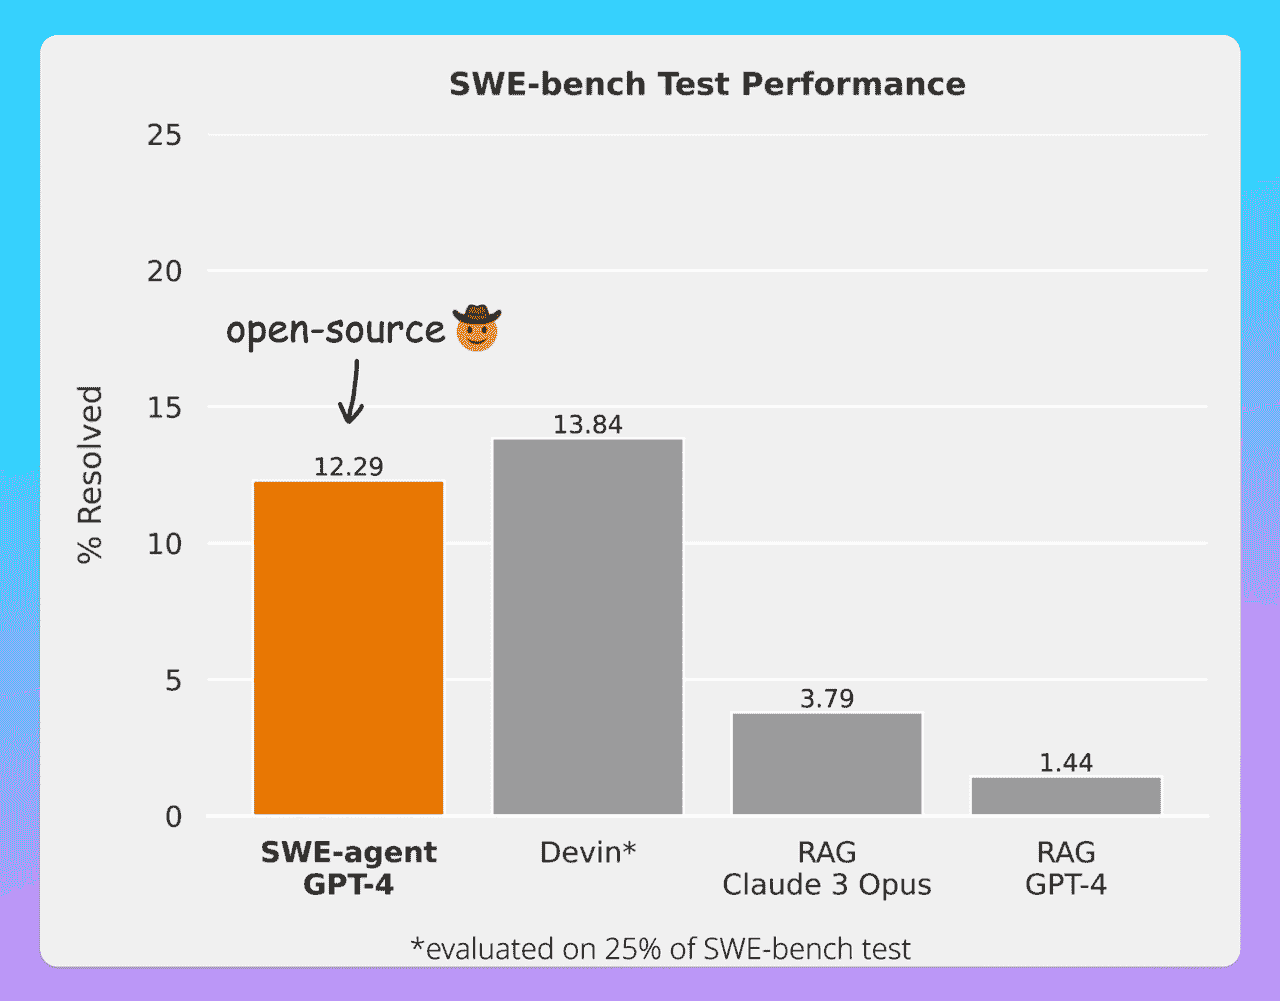 SWE-bench Test Performance
25
20
open-source
15
% Resolved
12.29
13.84
10
5
3.79
1.44
0
SWE-agent
GPT-4
Devin*
RAG
Claude 3 Opus
RAG
GPT-4
*evaluated on 25% of SWE-bench test